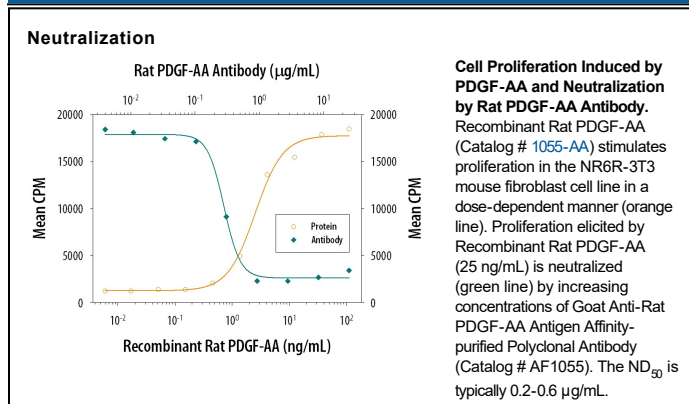 Neutralization
Rat PDGF-AA Antibody (μg/mL)
10-2 10-1 100 101
20000 20000
15000 15000
10000 10000
5000 5000
0 0
Mean CPM
Mean CPM
Protein
Antibody
10-2 10-1 100 101 102
Recombinant Rat PDGF-AA (ng/mL)
Cell Proliferation Induced by
PDGF-AA and Neutralization
by Rat PDGF-AA Antibody.
Recombinant Rat PDGF-AA
(Catalog # 1055-AA) stimulates
proliferation in the NR6R-3T3
mouse fibroblast cell line in a
dose-dependent manner (orange
line). Proliferation elicited by
Recombinant Rat PDGF-AA
(25 ng/mL) is neutralized
(green line) by increasing
concentrations of Goat Anti-Rat
PDGF-AA Antigen Affinity-
purified Polyclonal Antibody
(Catalog # AF1055). The ND50 is
typically 0.2-0.6 μg/mL.